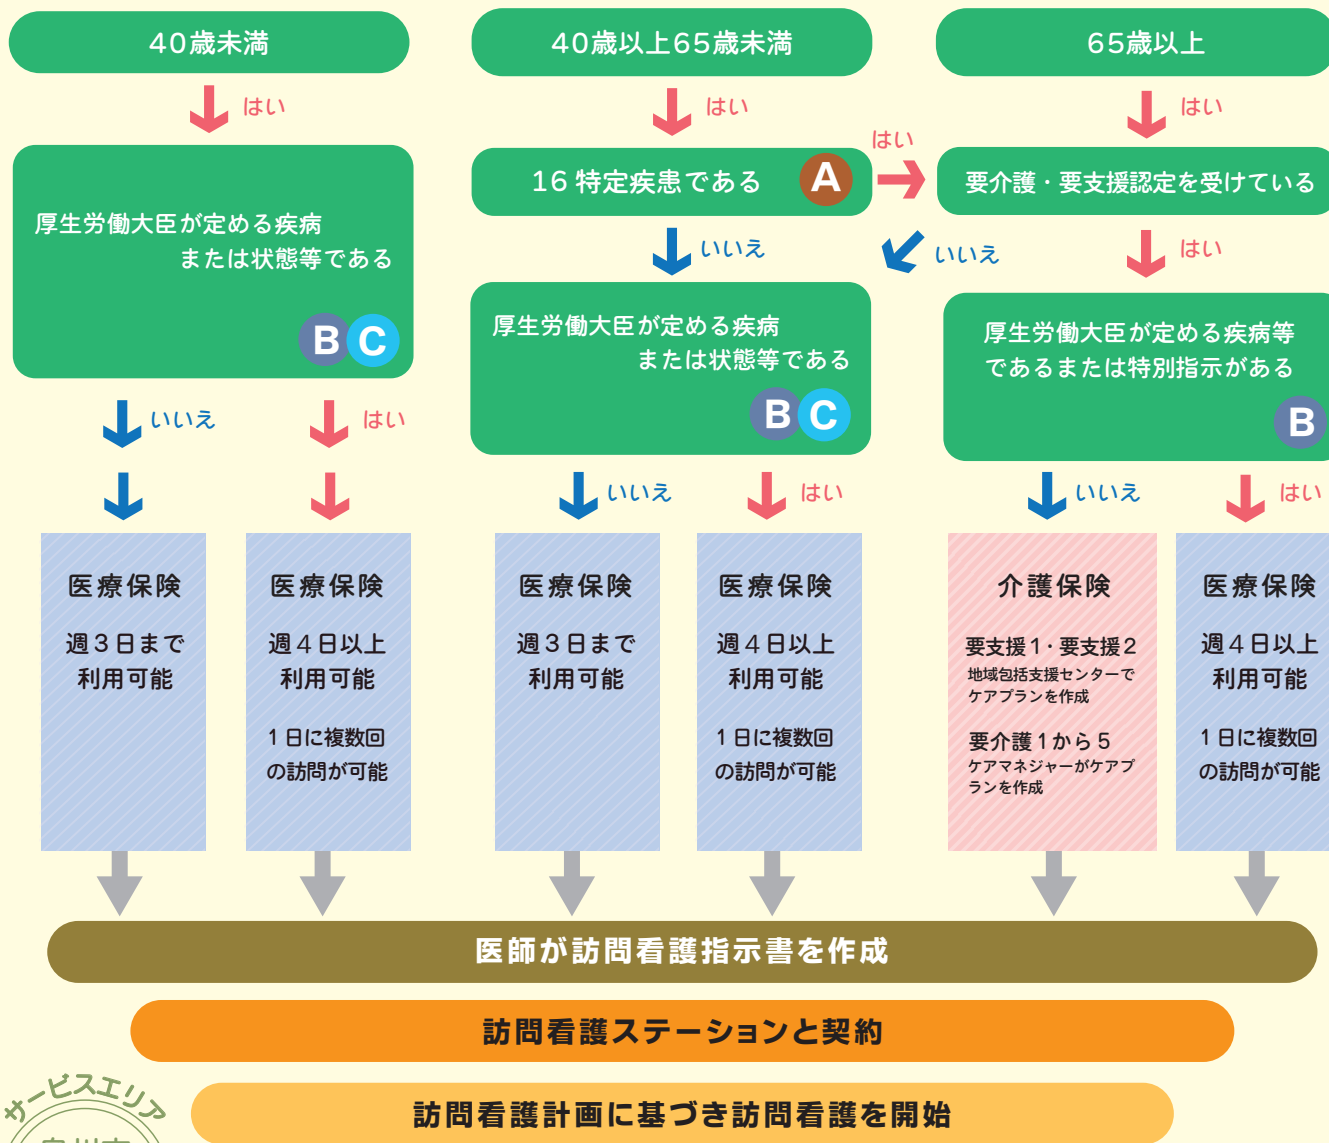 40歳未満
40歳以上65歳未満
65歳以上
はい
はい
はい
16特定疾患である
A
はい
要介護・要支援認定を受けている
厚生労働大臣が定める疾病
または状態等である
B C
いいえ
いいえ
はい
厚生労働大臣が定める疾病
または状態等である
B C
厚生労働大臣が定める疾病等
であるまたは特別指示がある
B
いいえ
はい
いいえ
はい
いいえ
はい
医療保険
週3日まで
利用可能
医療保険
週4日以上
利用可能
1日に複数回
の訪問が可能
医療保険
週3日まで
利用可能
医療保険
週4日以上
利用可能
1日に複数回
の訪問が可能
介護保険
要支援1・要支援2
地域包括支援センターで
ケアプランを作成
要介護1から5
ケアマネジャーがケアプ
ランを作成
医療保険
週4日以上
利用可能
1日に複数回
の訪問が可能
医師が訪問看護指示書を作成
訪問看護ステーションと契約
訪問看護計画に基づき訪問看護を開始
サービスエリア